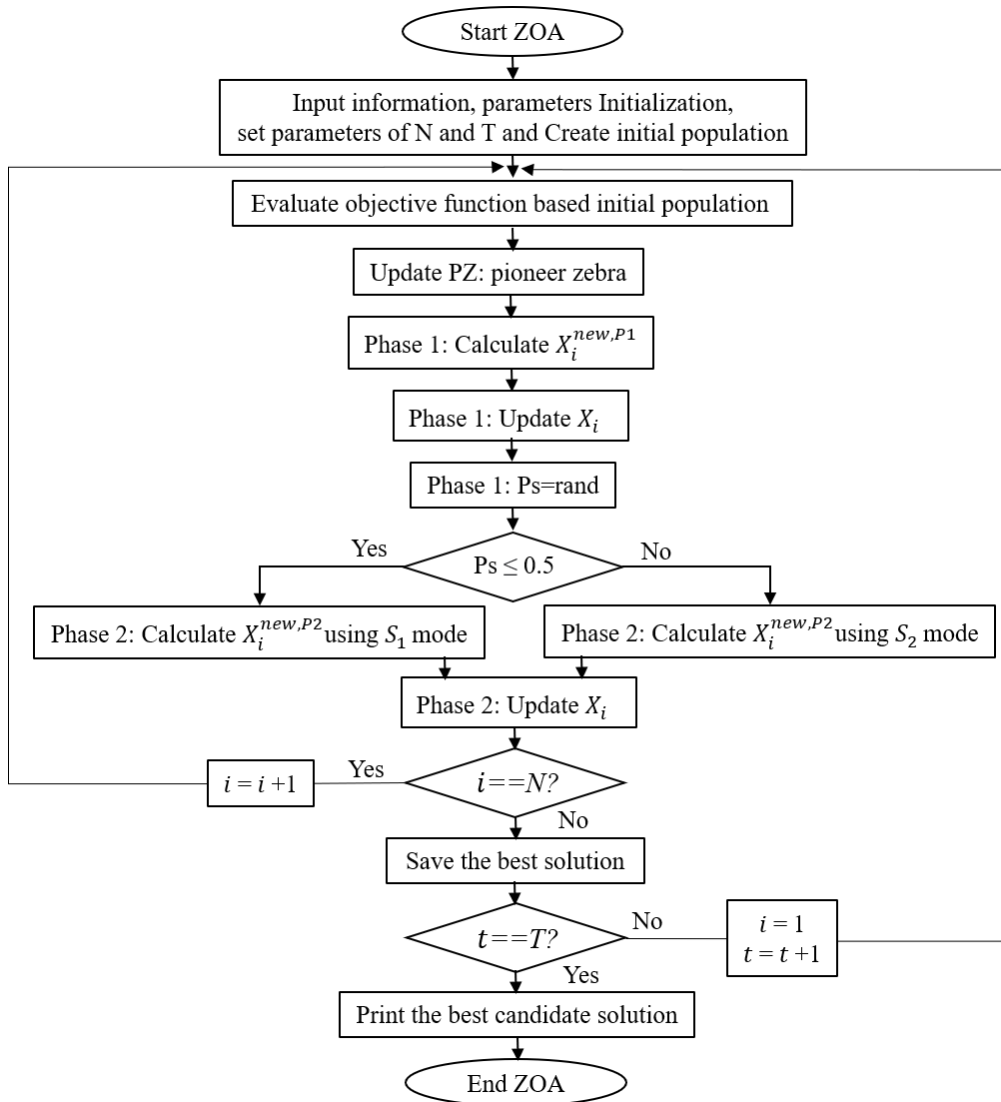 Start ZOA
Input information, parameters Initialization,
set parameters of N and T and Create initial population
Evaluate objective function based initial population
Update PZ: pioneer zebra
Phase 1: Calculate X_i^{new,P1}
Phase 1: Update X_i
Phase 1: Ps=rand
Yes
Ps ≤ 0.5
No
Phase 2: Calculate X_i^{new,P2} using S_1 mode
Phase 2: Calculate X_i^{new,P2} using S_2 mode
Phase 2: Update X_i
i = i +1
Yes
i==N?
No
Save the best solution
t==T?
No
i = 1
t = t +1
Yes
Print the best candidate solution
End ZOA